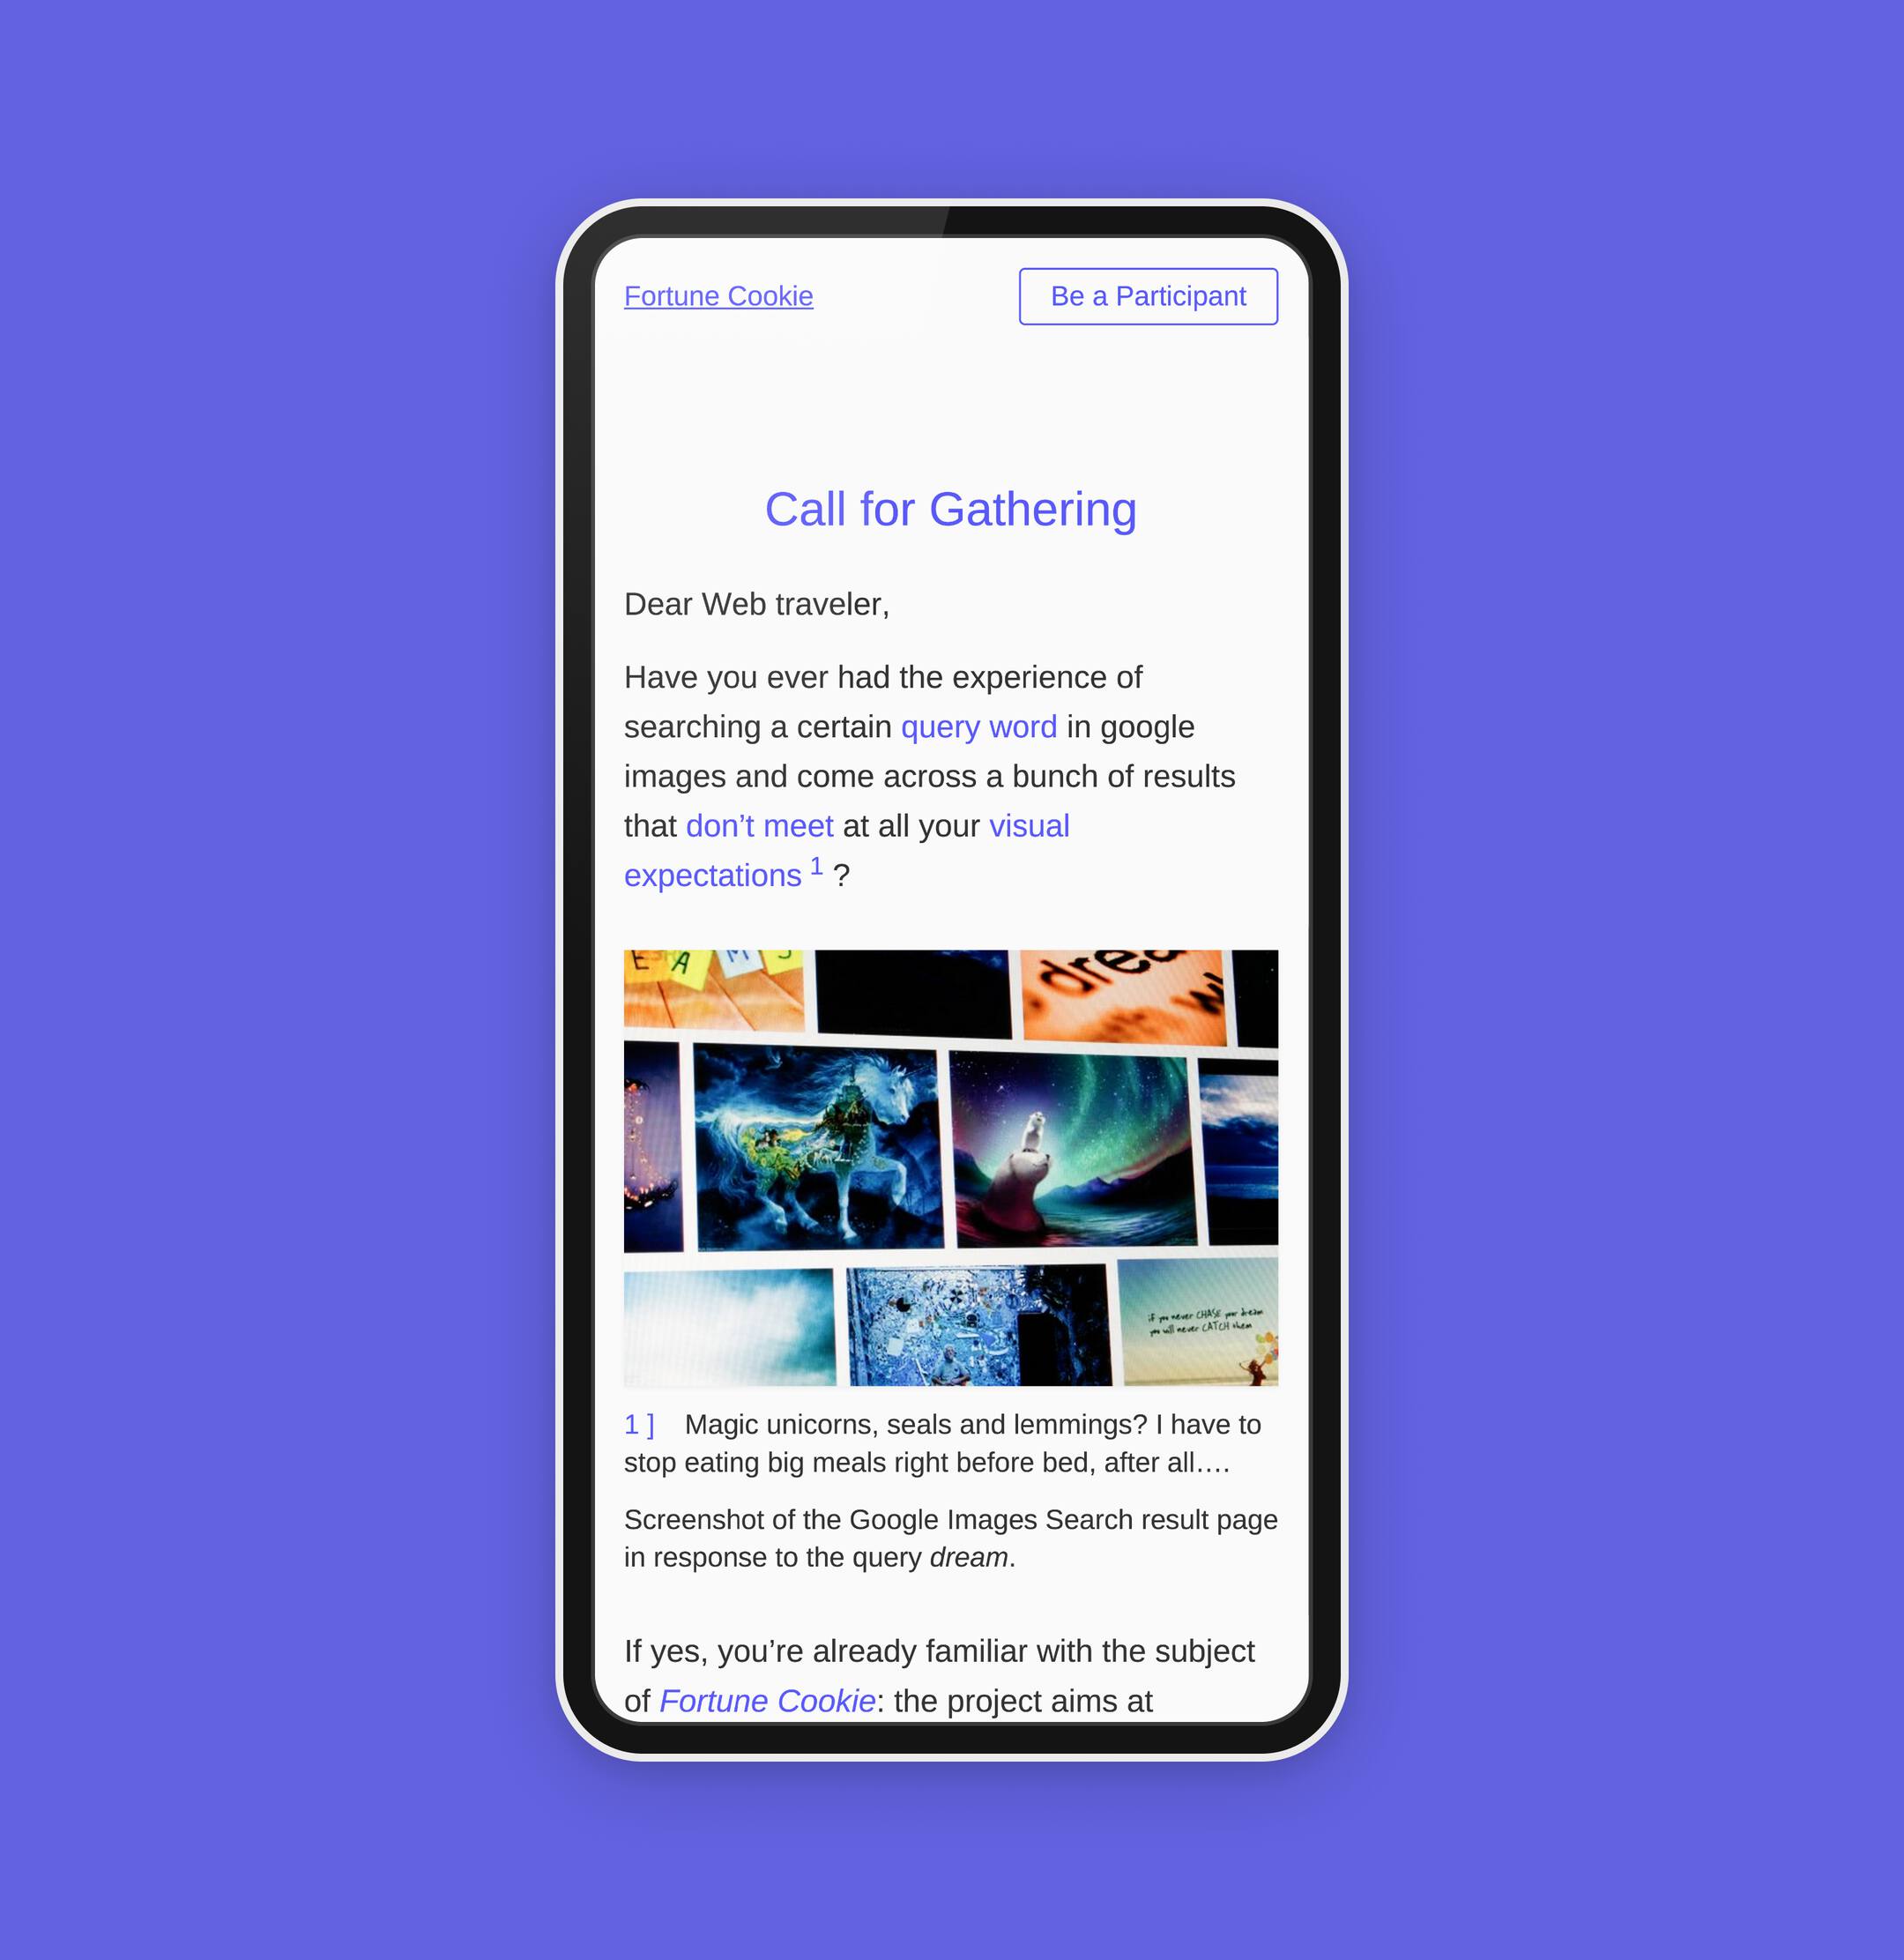 Fortune Cookie
Be a Participant
Call for Gathering
Dear Web traveler,
Have you ever had the experience of
searching a certain query word in google
images and come across a bunch of results
that don’t meet at all your visual
expectations 1 ?
E A M S
drea
w
if you never CHASE your dream
you will never CATCH them
1 ] Magic unicorns, seals and lemmings? I have to
stop eating big meals right before bed, after all….
Screenshot of the Google Images Search result page
in response to the query dream.
If yes, you’re already familiar with the subject
of Fortune Cookie: the project aims at